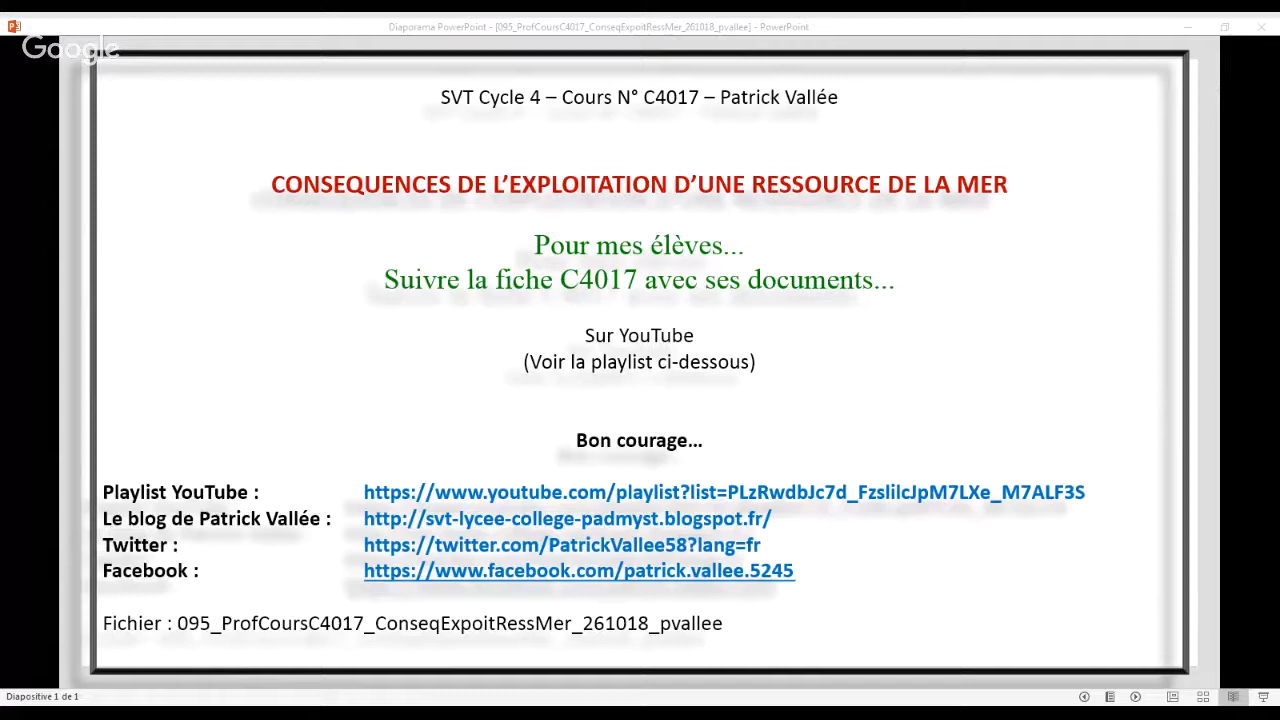 Diaporama PowerPoint - [095_ProfCoursC4017_ConseqExpoitRessMer_261018_pvallee] - PowerPoint
Google
SVT Cycle 4 – Cours N° C4017 – Patrick Vallée
CONSEQUENCES DE L’EXPLOITATION D’UNE RESSOURCE DE LA MER
Pour mes élèves...
Suivre la fiche C4017 avec ses documents...
Sur YouTube
(Voir la playlist ci-dessous)
Bon courage...
Playlist YouTube : https://www.youtube.com/playlist?list=PLzRwdbJc7d_FzslilcJpM7LXe_M7ALF3S
Le blog de Patrick Vallée : http://svt-lycee-college-padmyst.blogspot.fr/
Twitter : https://twitter.com/PatrickVallee58?lang=fr
Facebook : https://www.facebook.com/patrick.vallee.5245
Fichier : 095_ProfCoursC4017_ConseqExpoitRessMer_261018_pvallee
Diapositive 1 de 1